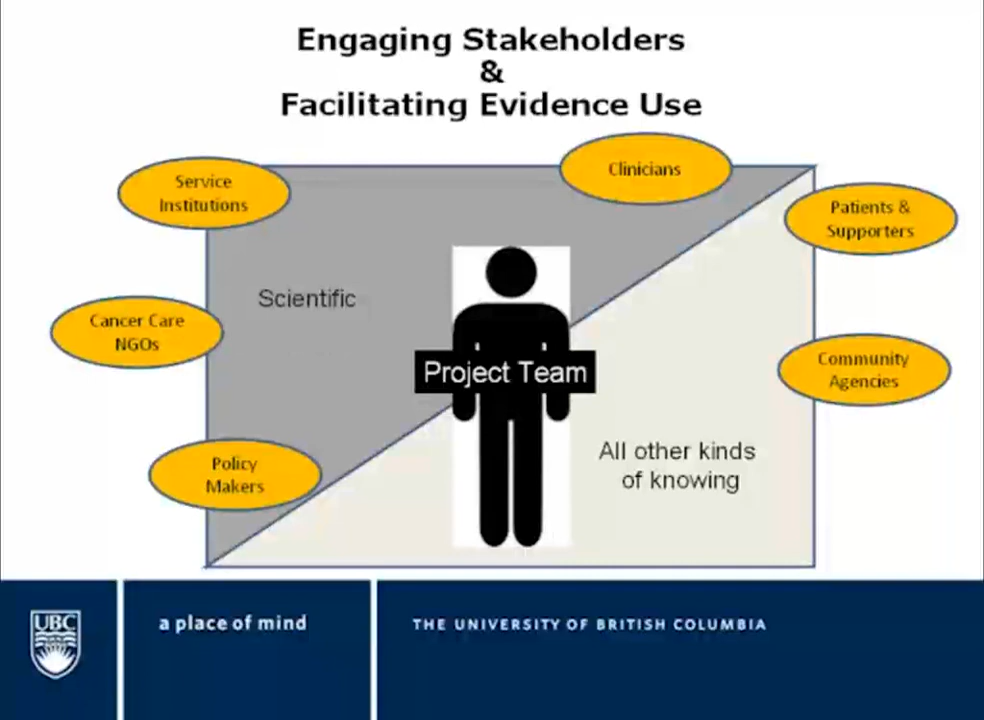 Engaging Stakeholders
&
Facilitating Evidence Use
Clinicians
Service
Institutions
Patients &
Supporters
Scientific
Cancer Care
NGOs
Project Team
Community
Agencies
All other kinds
of knowing
Policy
Makers
UBC
a place of mind
THE UNIVERSITY OF BRITISH COLUMBIA